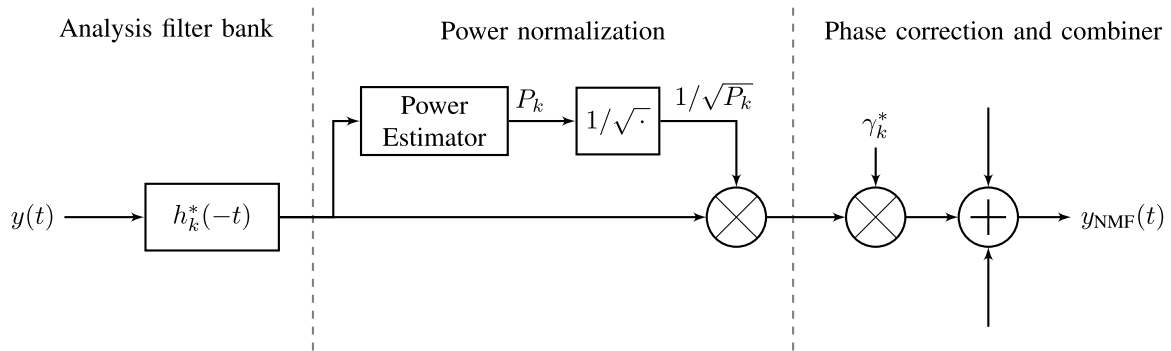 Analysis filter bank
Power normalization
Phase correction and combiner
Power
Estimator
P_k
1/√·
1/√P_k
γ_k^*
y(t)
h_k^*(−t)
y_NMF(t)